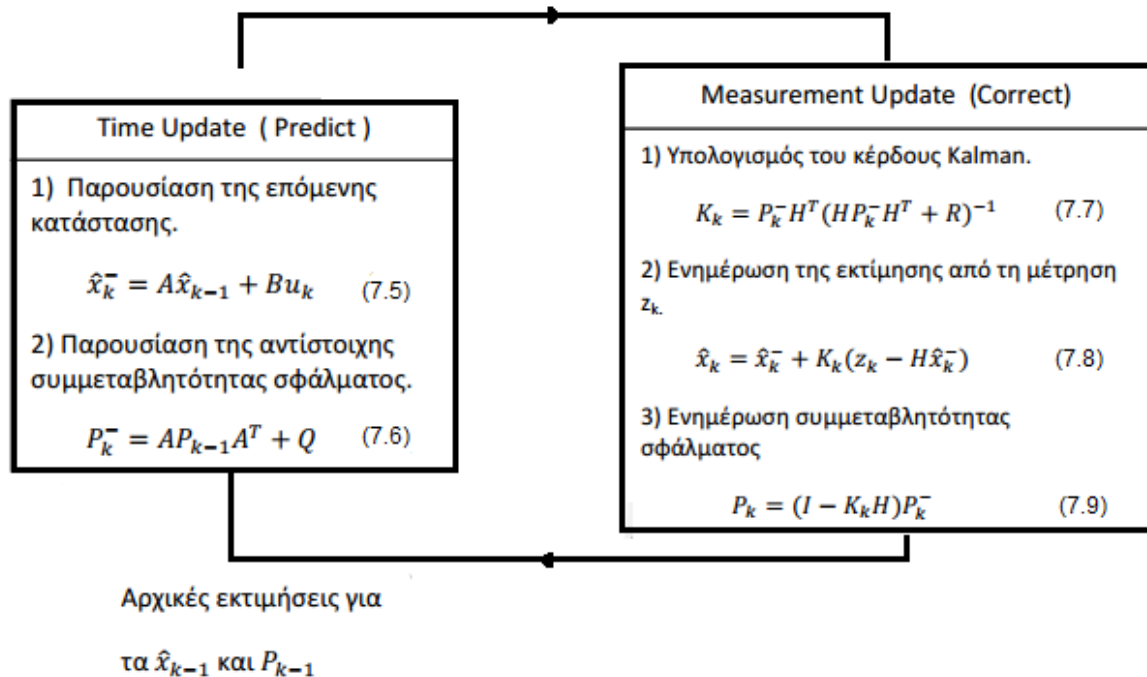 Time Update ( Predict )
1) Παρουσίαση της επόμενης
κατάστασης.
x̂ₖ⁻ = Ax̂ₖ₋₁ + Buₖ (7.5)
2) Παρουσίαση της αντίστοιχης
συμμεταβλητότητας σφάλματος.
Pₖ⁻ = APₖ₋₁Aᵀ + Q (7.6)
Measurement Update (Correct)
1) Υπολογισμός του κέρδους Kalman.
Kₖ = Pₖ⁻Hᵀ(HPₖ⁻Hᵀ + R)⁻¹ (7.7)
2) Ενημέρωση της εκτίμησης από τη μέτρηση
zₖ.
x̂ₖ = x̂ₖ⁻ + Kₖ(zₖ − Hx̂ₖ⁻) (7.8)
3) Ενημέρωση συμμεταβλητότητας
σφάλματος
Pₖ = (I − KₖH)Pₖ⁻ (7.9)
Αρχικές εκτιμήσεις για
τα x̂ₖ₋₁ και Pₖ₋₁